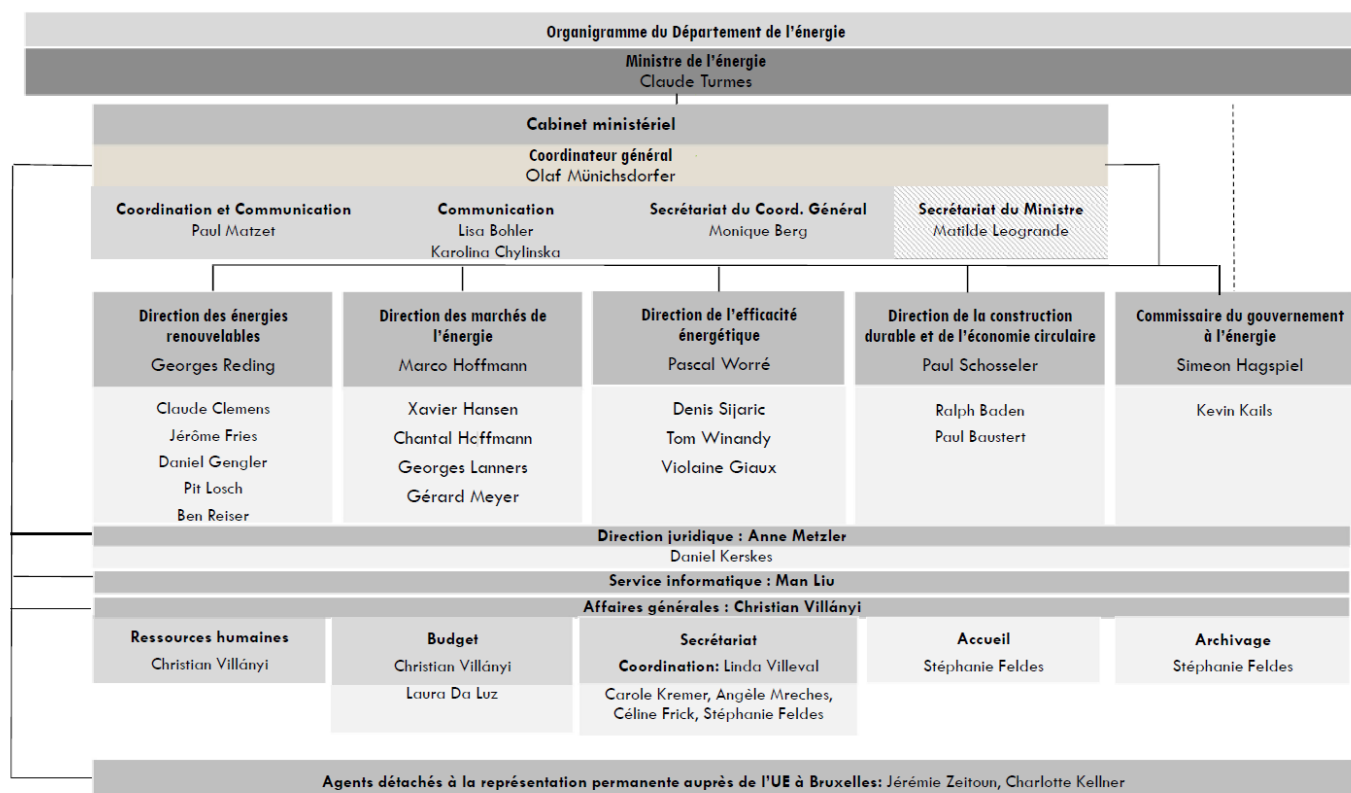 Organigramme du Département de l'énergie
Ministre de l'énergie
Claude Turmes
Cabinet ministériel
Coordinateur général
Olaf Münichsdorfer
Coordination et Communication
Paul Matzet
Communication
Lisa Bohler
Karolina Chylinska
Secrétariat du Coord. Général
Monique Berg
Secrétariat du Ministre
Matilde Leogrande
Direction des énergies
renouvelables
Georges Reding
Claude Clemens
Jérôme Fries
Daniel Gengler
Pit Losch
Ben Reiser
Direction des marchés de
l'énergie
Marco Hoffmann
Xavier Hansen
Chantal Hoffmann
Georges Lanners
Gérard Meyer
Direction de l'efficacité
énergétique
Pascal Worré
Denis Sijaric
Tom Winandy
Violaine Giaux
Direction de la construction
durable et de l'économie circulaire
Paul Schosseler
Ralph Baden
Paul Baustert
Commissaire du gouvernement
à l'énergie
Simeon Hagspiel
Kevin Kails
Direction juridique : Anne Metzler
Daniel Kerskes
Service informatique : Man Liu
Affaires générales : Christian Villányi
Ressources humaines
Christian Villányi
Budget
Christian Villányi
Laura Da Luz
Secrétariat
Coordination: Linda Villeval
Carole Kremer, Angèle Mreches,
Céline Frick, Stéphanie Feldes
Accueil
Stéphanie Feldes
Archivage
Stéphanie Feldes
Agents détachés à la représentation permanente auprès de l'UE à Bruxelles: Jérémie Zeitoun, Charlotte Kellner